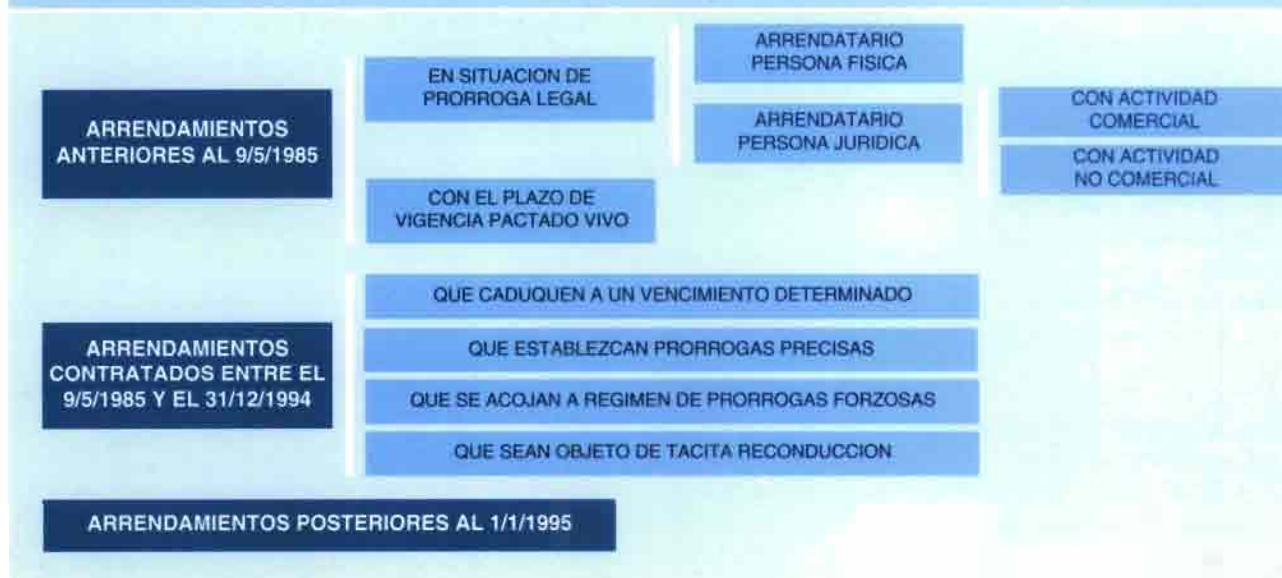 ARRENDAMIENTOS
ANTERIORES AL 9/5/1985
EN SITUACION DE
PRORROGA LEGAL
ARRENDATARIO
PERSONA FISICA
ARRENDATARIO
PERSONA JURIDICA
CON ACTIVIDAD
COMERCIAL
CON ACTIVIDAD
NO COMERCIAL
CON EL PLAZO DE
VIGENCIA PACTADO VIVO
ARRENDAMIENTOS
CONTRATADOS ENTRE EL
9/5/1985 Y EL 31/12/1994
QUE CADUQUEN A UN VENCIMIENTO DETERMINADO
QUE ESTABLEZCAN PRORROGAS PRECISAS
QUE SE ACOJAN A REGIMEN DE PRORROGAS FORZOSAS
QUE SEAN OBJETO DE TACITA RECONDUCCION
ARRENDAMIENTOS POSTERIORES AL 1/1/1995